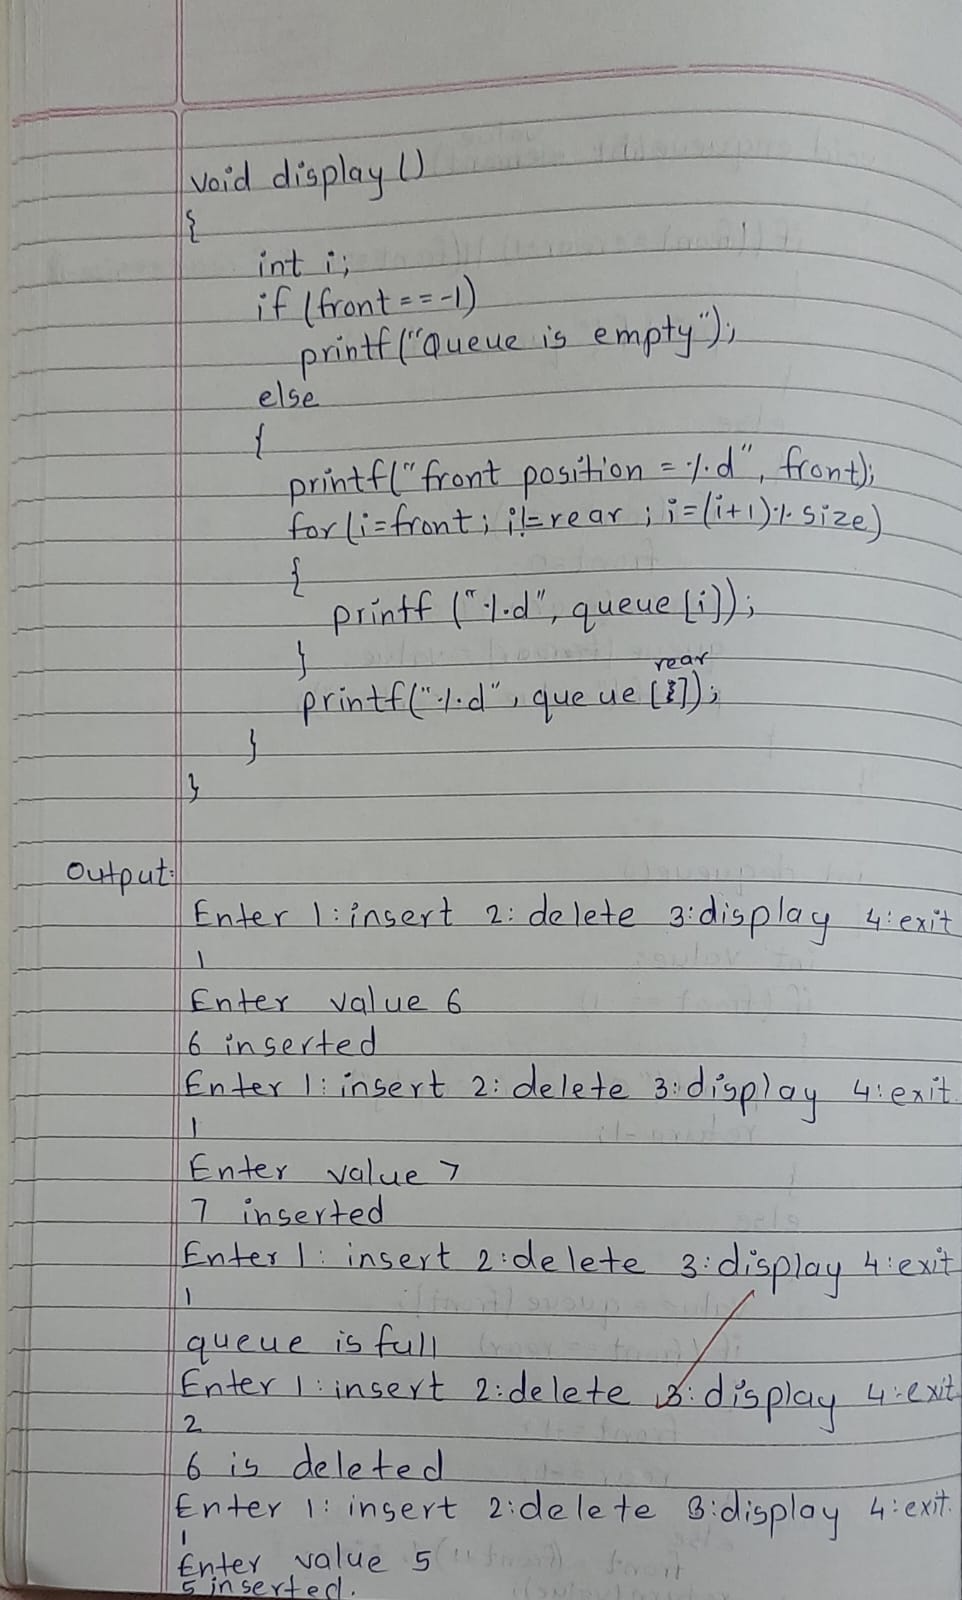 void display ()
{
int i;
if (front == -1)
printf("Queue is empty");
else
{
printf("front position = %d", front);
for (i=front; i!=rear ; i=(i+1)% size)
{
printf ("%d", queue [i]);
}
rear
printf("%d", queue []);
}
}
Output:
Enter 1:insert 2: delete 3:display 4:exit
1
Enter value 6
6 inserted
Enter 1: insert 2: delete 3:display 4:exit.
1
Enter value 7
7 inserted
Enter 1: insert 2:delete 3:display 4:exit
1
queue is full
Enter 1: insert 2:delete 3: display 4:exit
2
6 is deleted
Enter 1: insert 2:delete 3:display 4:exit.
1
Enter value 5
5 inserted.